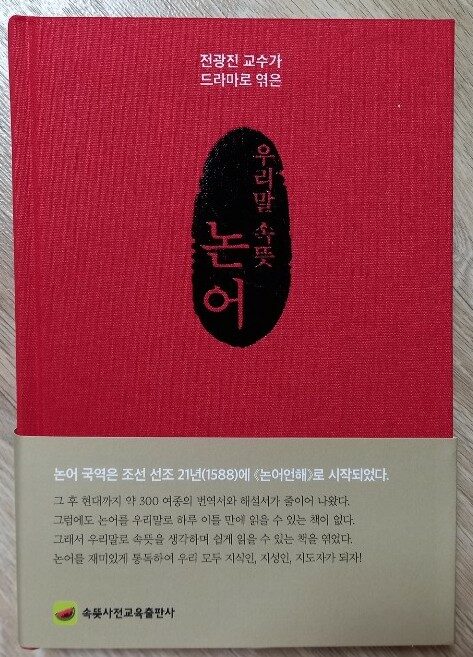 전광진 교수가
드라마로 엮은
우리말 속뜻
논어
논어 국역은 조선 선조 21년(1588)에 《논어언해》로 시작되었다.
그 후 현대까지 약 300 여종의 번역서와 해설서가 줄이어 나왔다.
그럼에도 논어를 우리말로 하루 이틀 만에 읽을 수 있는 책이 없다.
그래서 우리말로 속뜻을 생각하며 쉽게 읽을 수 있는 책을 엮었다.
논어를 재미있게 통독하여 우리 모두 지식인, 지성인, 지도자가 되자!
속뜻사전교육출판사